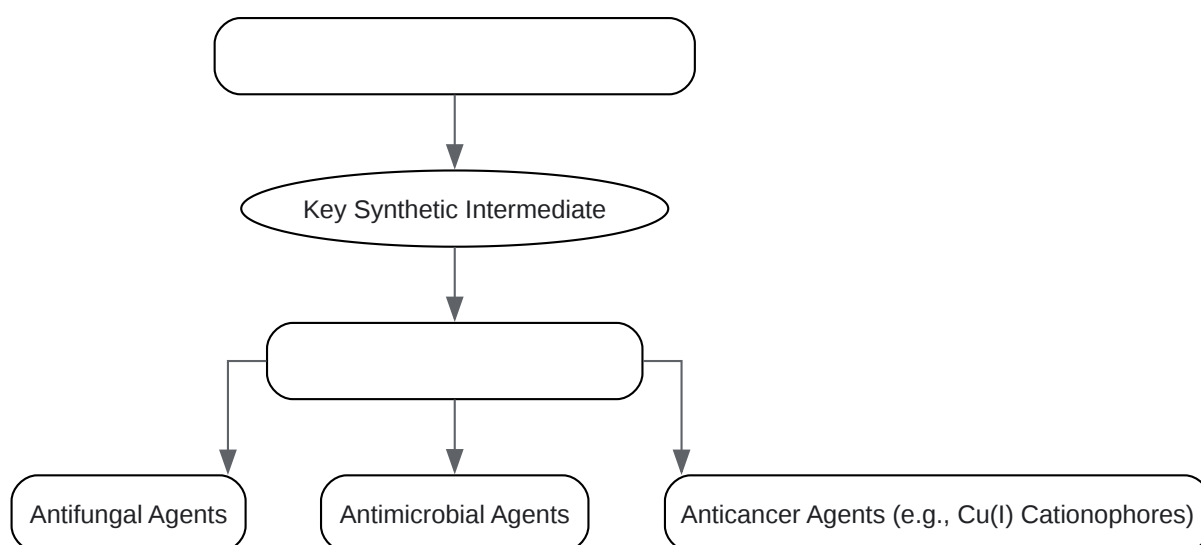 Key Synthetic Intermediate
Antifungal Agents
Antimicrobial Agents
Anticancer Agents (e.g., Cu(I) Cationophores)